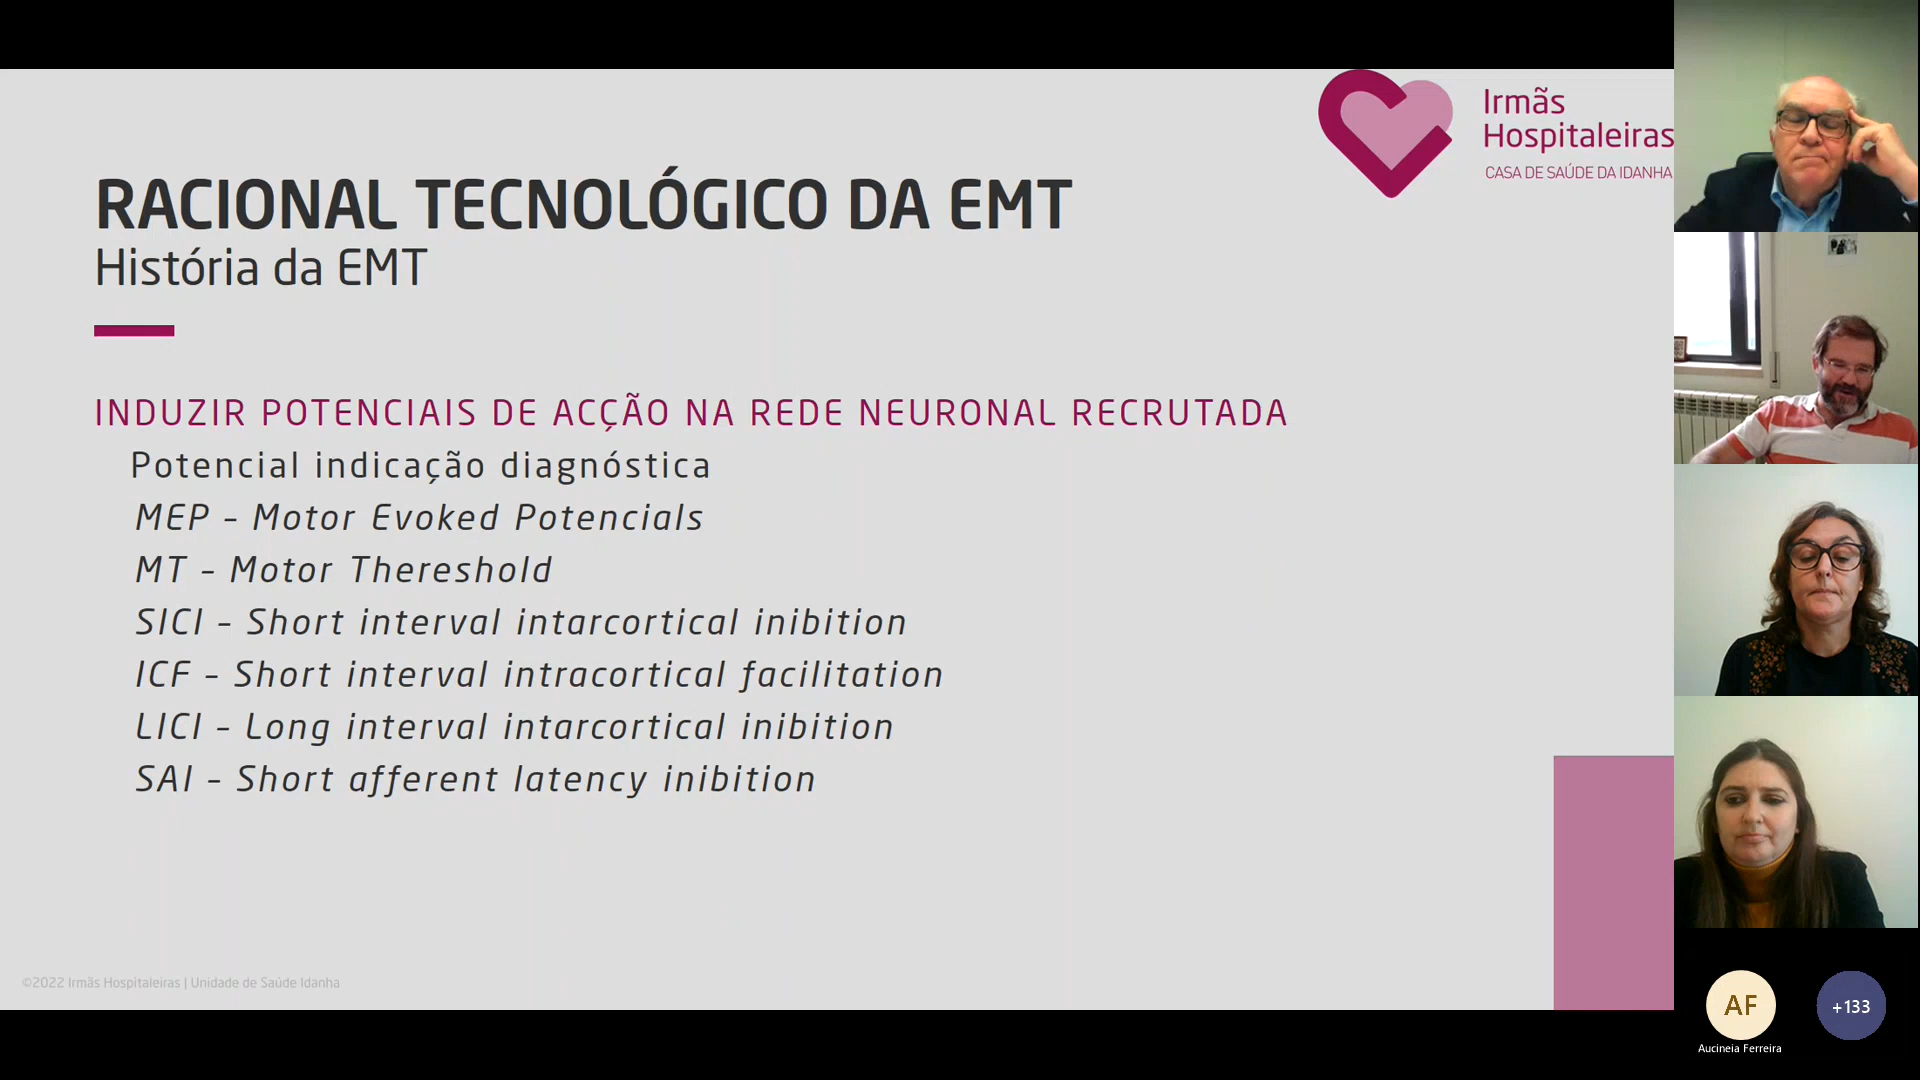 Irmãs
Hospitaleiras
CASA DE SAÚDE DA IDANHA
RACIONAL TECNOLÓGICO DA EMT
História da EMT
INDUZIR POTENCIAIS DE ACÇÃO NA REDE NEURONAL RECRUTADA
Potencial indicação diagnóstica
MEP – Motor Evoked Potencials
MT – Motor Thereshold
SICI – Short interval intarcortical inibition
ICF – Short interval intracortical facilitation
LICI – Long interval intarcortical inibition
SAI – Short afferent latency inibition
©2022 Irmãs Hospitaleiras | Unidade de Saúde Idanha
AF
+133
Aucineia Ferreira